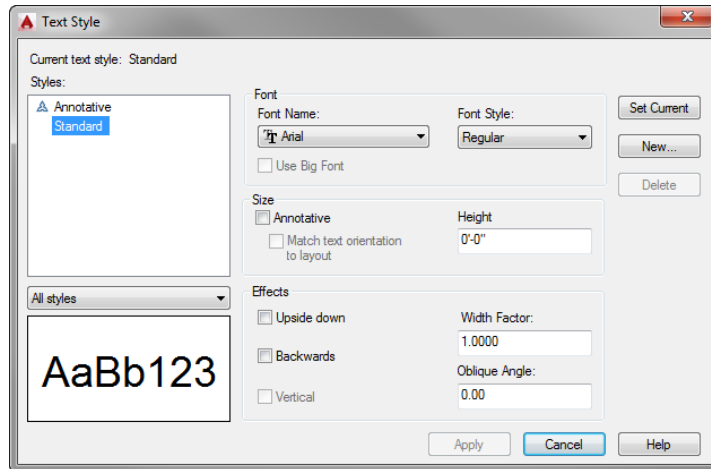 Text Style
Current text style: Standard
Styles:
Annotative
Standard
All styles
AaBb123
Font
Font Name:
Arial
Font Style:
Regular
Use Big Font
Size
Annotative
Match text orientation
to layout
Height
0'-0"
Effects
Upside down
Backwards
Vertical
Width Factor:
1.0000
Oblique Angle:
0.00
Set Current
New...
Delete
Apply
Cancel
Help